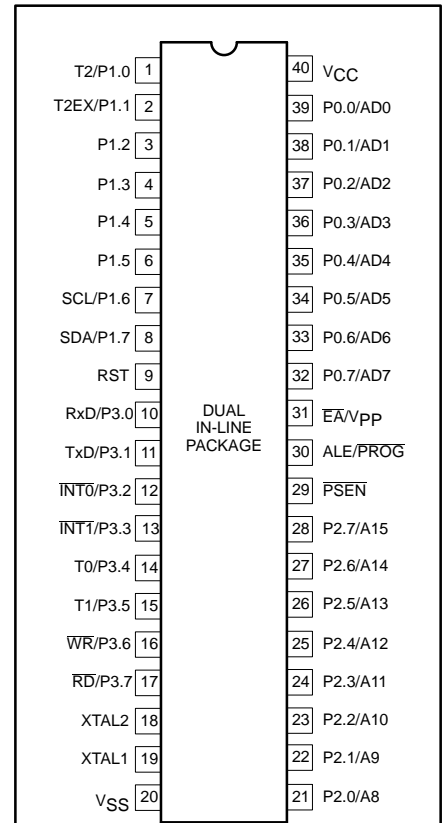 T2/P1.0 1
T2EX/P1.1 2
P1.2 3
P1.3 4
P1.4 5
P1.5 6
SCL/P1.6 7
SDA/P1.7 8
RST 9
RxD/P3.0 10
TxD/P3.1 11
INT0/P3.2 12
INT1/P3.3 13
T0/P3.4 14
T1/P3.5 15
WR/P3.6 16
RD/P3.7 17
XTAL2 18
XTAL1 19
VSS 20
DUAL
IN-LINE
PACKAGE
40 VCC
39 P0.0/AD0
38 P0.1/AD1
37 P0.2/AD2
36 P0.3/AD3
35 P0.4/AD4
34 P0.5/AD5
33 P0.6/AD6
32 P0.7/AD7
31 EA/VPP
30 ALE/PROG
29 PSEN
28 P2.7/A15
27 P2.6/A14
26 P2.5/A13
25 P2.4/A12
24 P2.3/A11
23 P2.2/A10
22 P2.1/A9
21 P2.0/A8